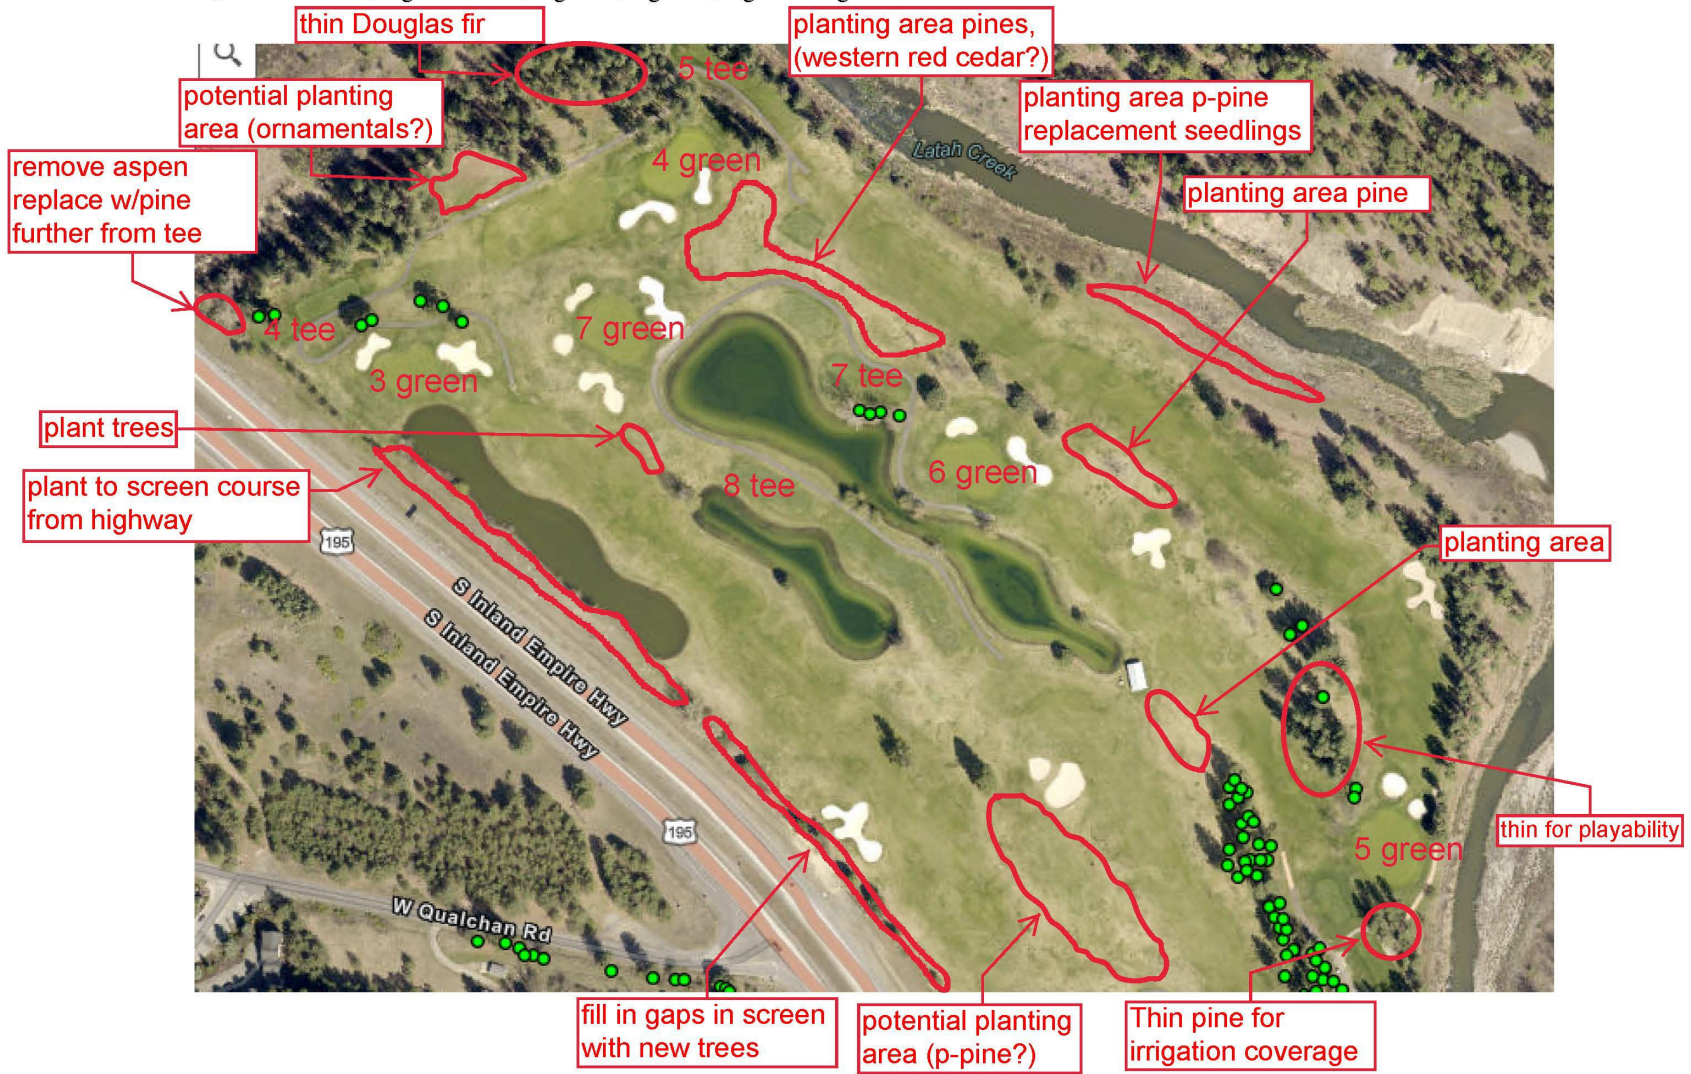 thin Douglas fir
planting area pines,
(western red cedar?)
5 tee
potential planting
area (ornamentals?)
planting area p-pine
replacement seedlings
remove aspen
replace w/pine
further from tee
4 green
Latah Creek
planting area pine
4 tee
7 green
3 green
7 tee
plant trees
8 tee
6 green
plant to screen course
from highway
195
planting area
S Inland Empire Hwy
S Inland Empire Hwy
195
thin for playability
5 green
W Qualchan Rd
fill in gaps in screen
with new trees
potential planting
area (p-pine?)
Thin pine for
irrigation coverage